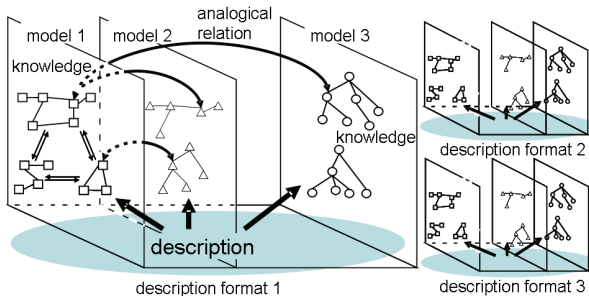 analogical
relation
model 1
model 2
model 3
knowledge
knowledge
description
description format 1
description format 2
description format 3